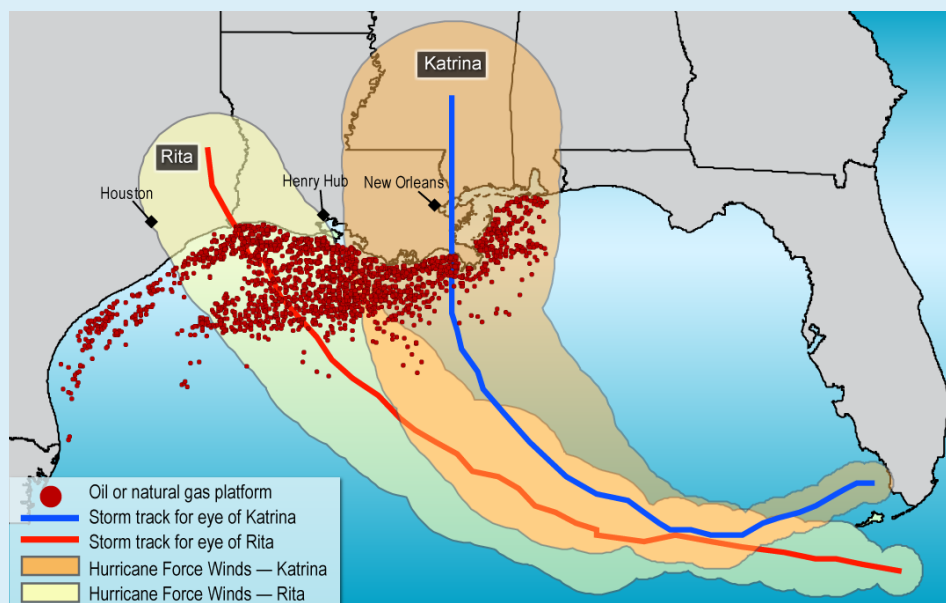 Katrina
Rita
Houston
Henry Hub
New Orleans
Oil or natural gas platform
Storm track for eye of Katrina
Storm track for eye of Rita
Hurricane Force Winds — Katrina
Hurricane Force Winds — Rita